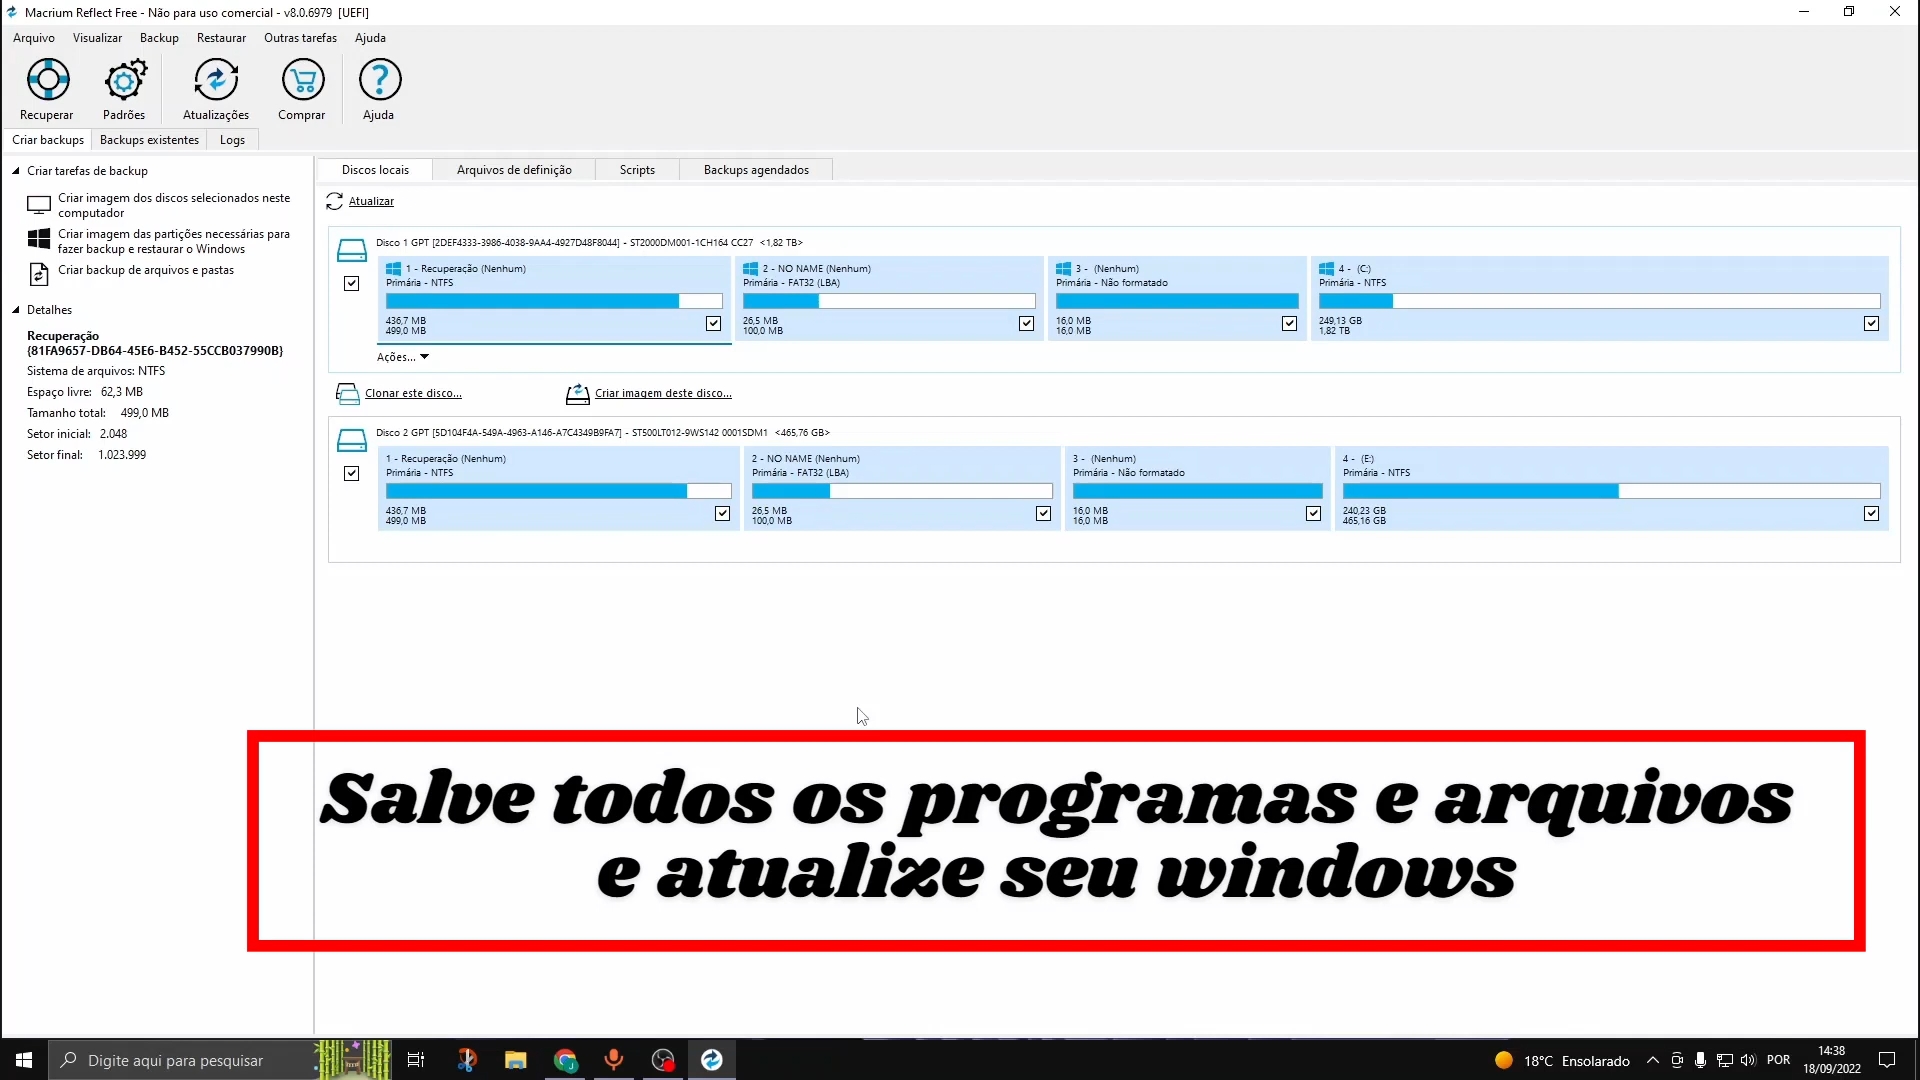 Macrium Reflect Free - Não para uso comercial - v8.0.6979 [UEFI]
Arquivo Visualizar Backup Restaurar Outras tarefas Ajuda
Recuperar Padrões Atualizações Comprar Ajuda
Criar backups Backups existentes Logs
Criar tarefas de backup
Criar imagem dos discos selecionados neste
computador
Criar imagem das partições necessárias para
fazer backup e restaurar o Windows
Criar backup de arquivos e pastas
Detalhes
Recuperação
{81FA9657-DB64-45E6-B452-55CCB037990B}
Sistema de arquivos: NTFS
Espaço livre: 62,3 MB
Tamanho total: 499,0 MB
Setor inicial: 2.048
Setor final: 1.023.999
Discos locais Arquivos de definição Scripts Backups agendados
Atualizar
Disco 1 GPT [2DEF4333-3986-4038-9AA4-4927D48F8044] - ST2000DM001-1CH164 CC27 <1,82 TB>
1 - Recuperação (Nenhum) 2 - NO NAME (Nenhum) 3 - (Nenhum) 4 - (C:)
Primária - NTFS Primária - FAT32 (LBA) Primária - Não formatado Primária - NTFS
436,7 MB 26,5 MB 16,0 MB 249,13 GB
499,0 MB 100,0 MB 16,0 MB 1,82 TB
Ações...
Clonar este disco... Criar imagem deste disco...
Disco 2 GPT [5D104F4A-549A-4963-A146-A7C4349B9FA7] - ST500LT012-9WS142 0001SDM1 <465,76 GB>
1 - Recuperação (Nenhum) 2 - NO NAME (Nenhum) 3 - (Nenhum) 4 - (E:)
Primária - NTFS Primária - FAT32 (LBA) Primária - Não formatado Primária - NTFS
436,7 MB 26,5 MB 16,0 MB 240,23 GB
499,0 MB 100,0 MB 16,0 MB 465,16 GB
Salve todos os programas e arquivos
e atualize seu windows
Digite aqui para pesquisar
18°C Ensolarado
POR
14:38
18/09/2022